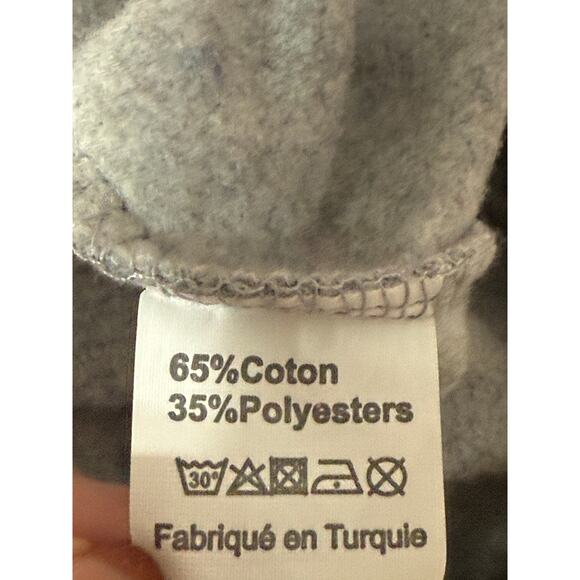 65%Coton
35%Polyesters
30°
Fabriqué en Turquie